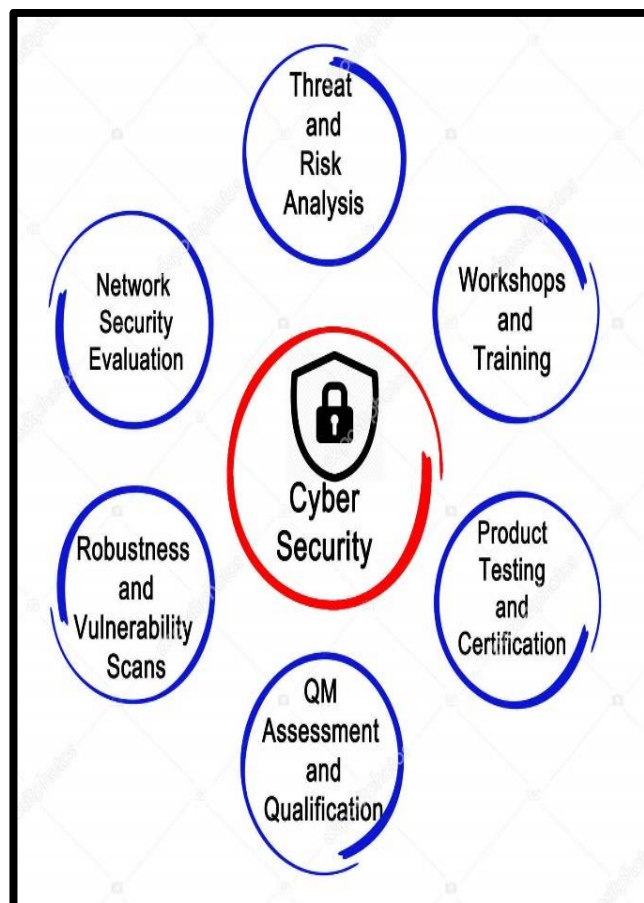 Threat
and
Risk
Analysis
Workshops
and
Training
Network
Security
Evaluation
Cyber
Security
Product
Testing
and
Certification
Robustness
and
Vulnerability
Scans
QM
Assessment
and
Qualification